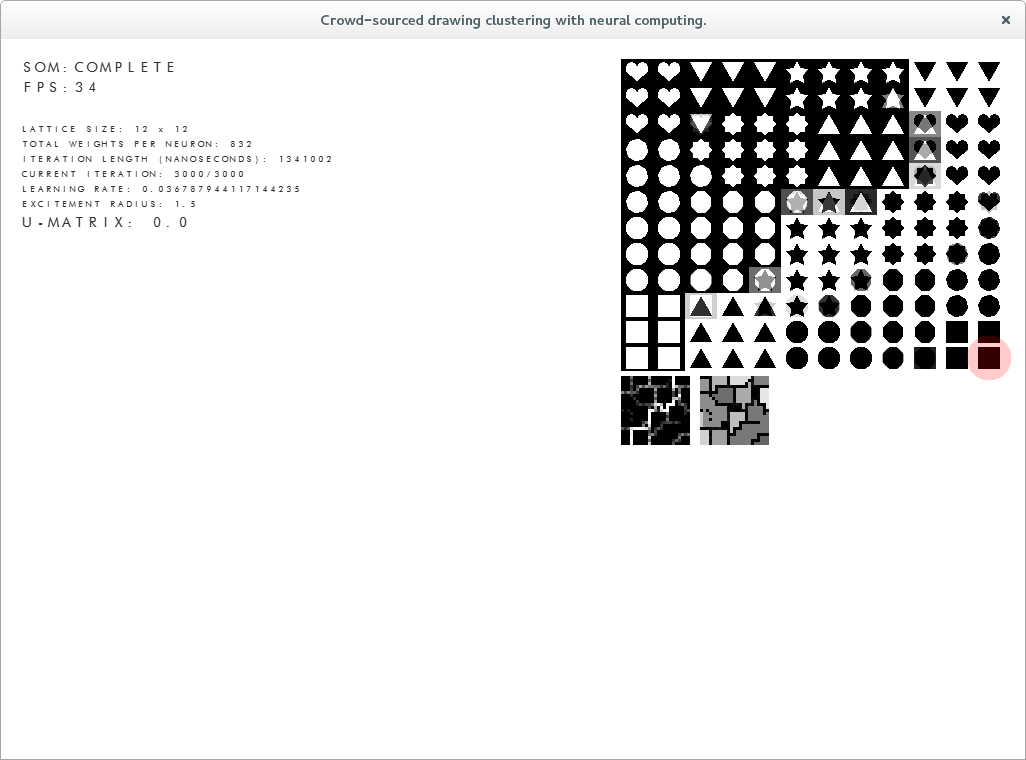 Crowd-sourced drawing clustering with neural computing.
SOM: COMPLETE
FPS: 34
LATTICE SIZE: 12 x 12
TOTAL WEIGHTS PER NEURON: 832
ITERATION LENGTH (NANOSECONDS): 1341002
CURRENT ITERATION: 3000/3000
LEARNING RATE: 0.036787944117144235
EXCITEMENT RADIUS: 1.5
U-MATRIX: 0.0